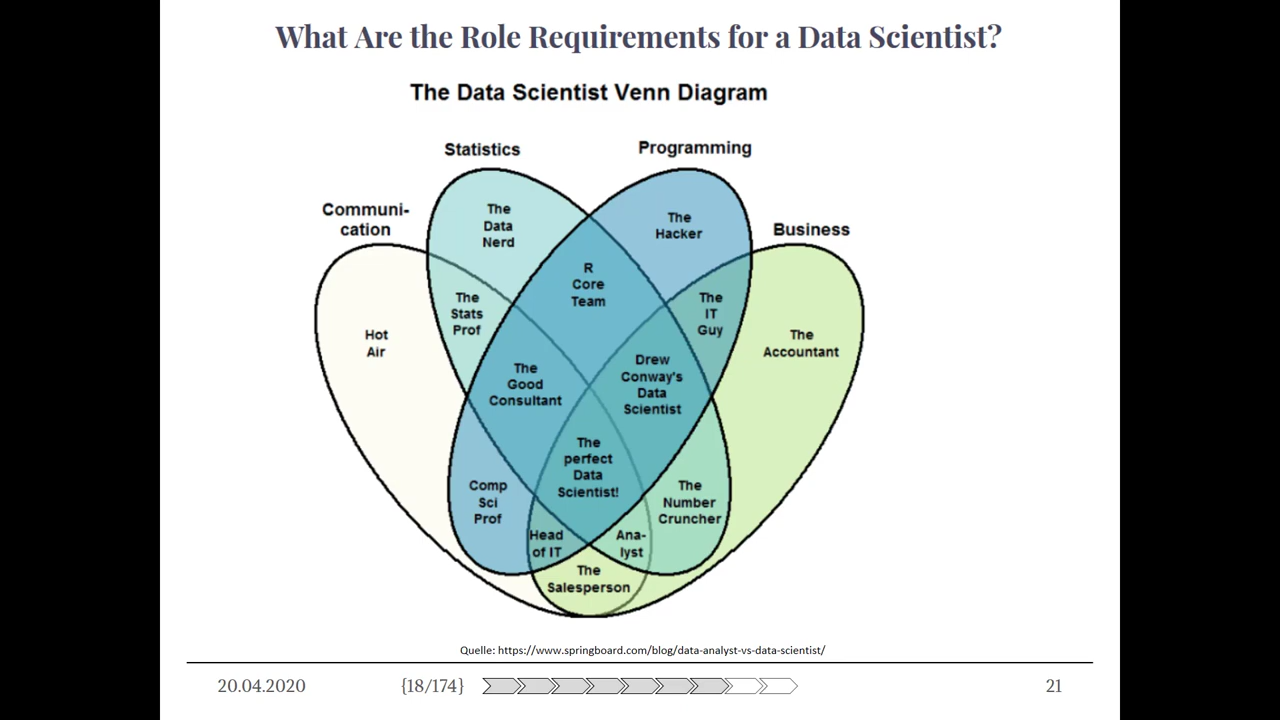 What Are the Role Requirements for a Data Scientist?
The Data Scientist Venn Diagram
Statistics
Programming
Communi-
cation
Business
The
Data
Nerd
The
Hacker
R
Core
Team
The
Stats
Prof
The
IT
Guy
Hot
Air
The
Accountant
The
Good
Consultant
Drew
Conway's
Data
Scientist
The
perfect
Data
Scientist!
Comp
Sci
Prof
The
Number
Cruncher
Head
of IT
Ana-
lyst
The
Salesperson
Quelle: https://www.springboard.com/blog/data-analyst-vs-data-scientist/
20.04.2020
{18/174}
21